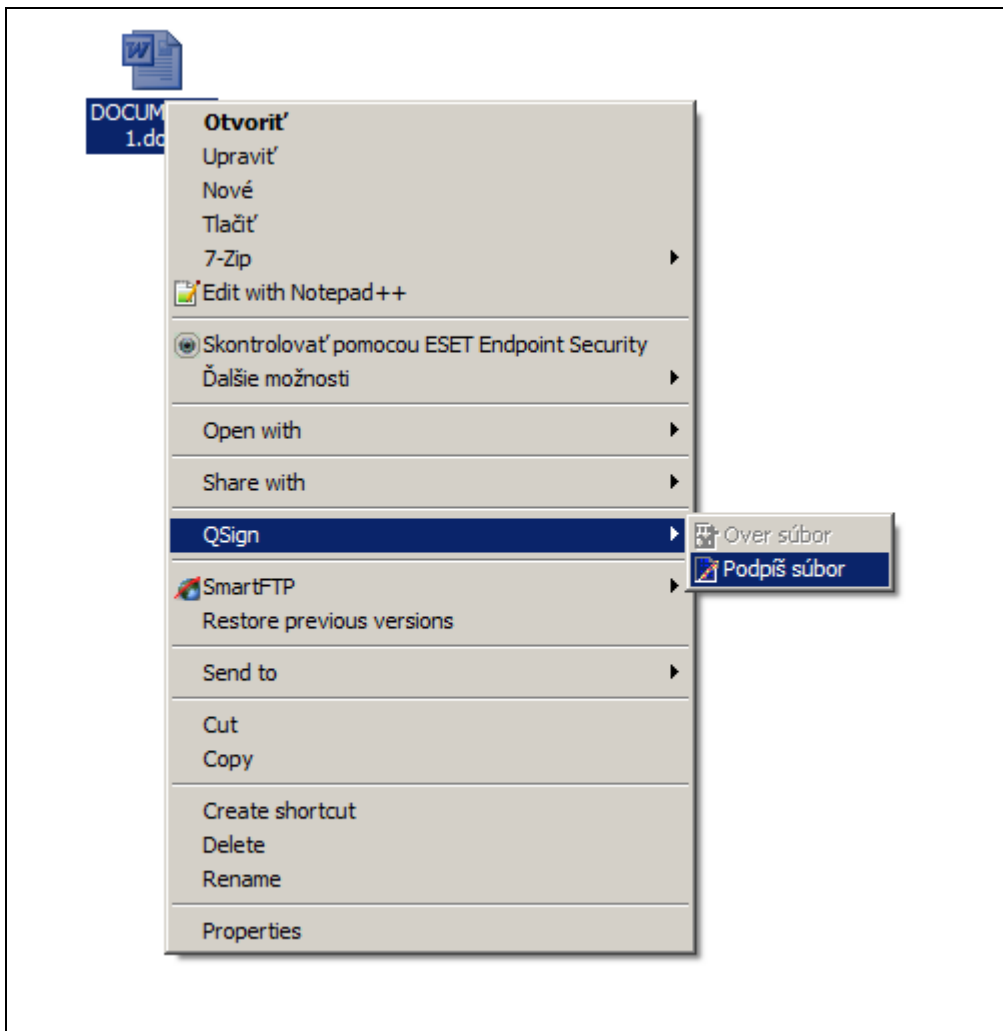 DOCUM
1.do
Otvoriť
Upraviť
Nové
Tlačiť
7-Zip
Edit with Notepad++
Skontrolovať pomocou ESET Endpoint Security
Ďalšie možnosti
Open with
Share with
QSign
Over súbor
Podpíš súbor
SmartFTP
Restore previous versions
Send to
Cut
Copy
Create shortcut
Delete
Rename
Properties